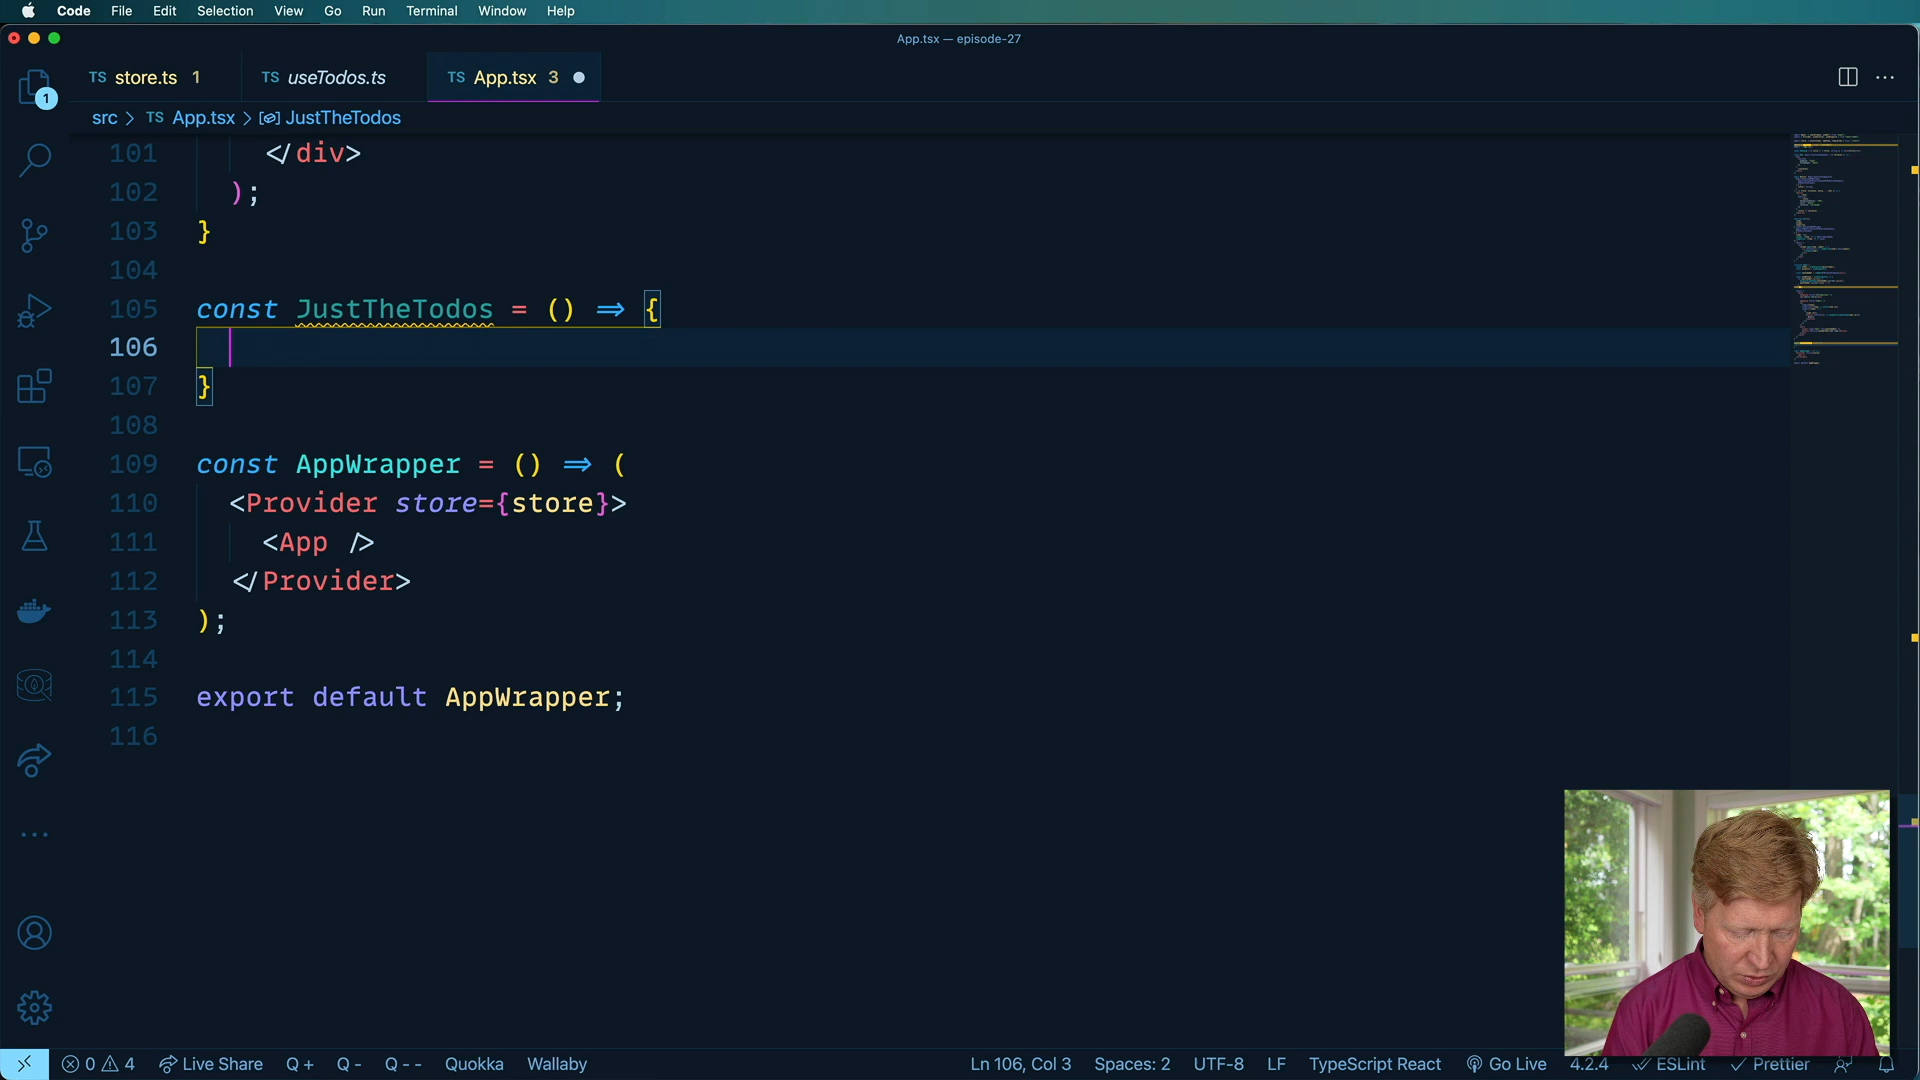 Code File Edit Selection View Go Run Terminal Window Help
App.tsx — episode-27
TS store.ts 1 TS useTodos.ts TS App.tsx 3
1
src > TS App.tsx > JustTheTodos
101 </div>
102 );
103 }
104
105 const JustTheTodos = () => {
106
107 }
108
109 const AppWrapper = () => (
110 <Provider store={store}>
111 <App />
112 </Provider>
113 );
114
115 export default AppWrapper;
116
0 4 Live Share Q + Q - Q - - Quokka Wallaby Ln 106, Col 3 Spaces: 2 UTF-8 LF TypeScript React Go Live 4.2.4 ESLint Prettier